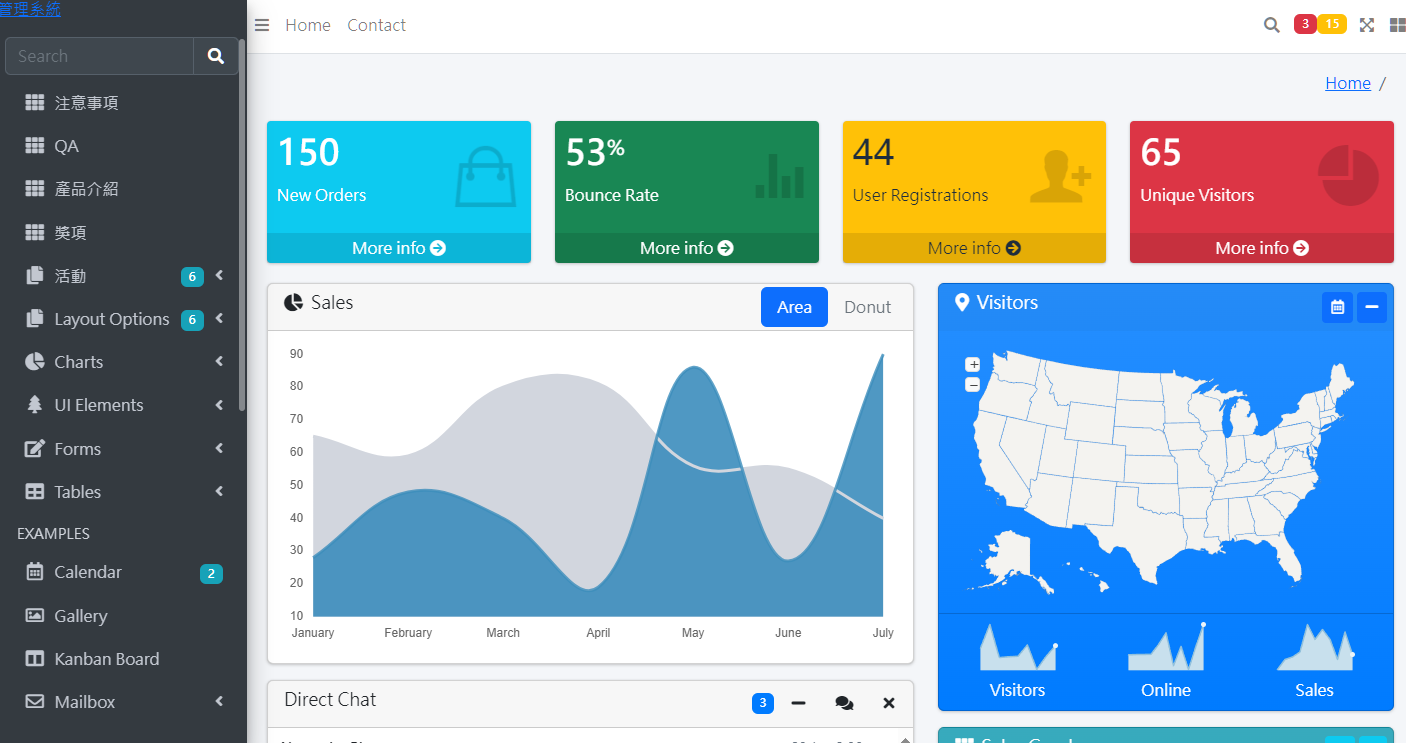 管理系統
Home Contact 3 15
Search
Home /
注意事項
QA
產品介紹
獎項
活動 6
Layout Options 6
Charts
UI Elements
Forms
Tables
EXAMPLES
Calendar 2
Gallery
Kanban Board
Mailbox
150
New Orders
More info
53%
Bounce Rate
More info
44
User Registrations
More info
65
Unique Visitors
More info
Sales
Area Donut
90
80
70
60
50
40
30
20
10
January February March April May June July
Visitors
+
−
Visitors Online Sales
Direct Chat 3